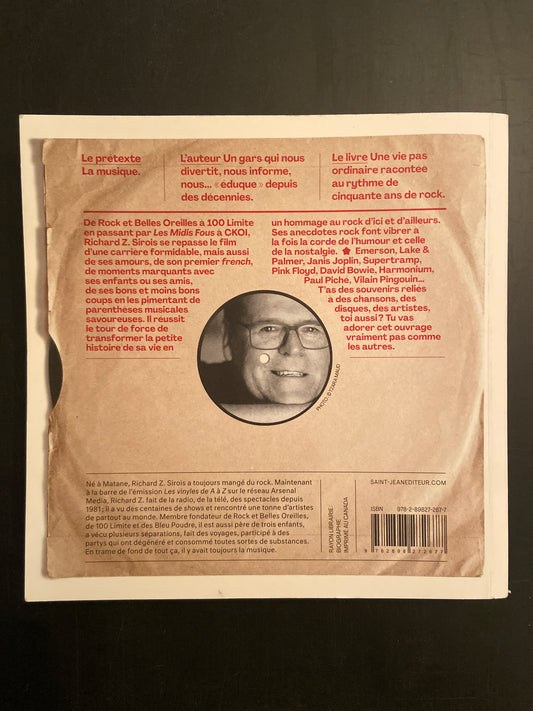 Le prétexte
La musique.
L'auteur Un gars qui nous
divertit, nous informe,
nous... « éduque » depuis
des décennies.
Le livre Une vie pas
ordinaire racontée
au rythme de
cinquante ans de rock.
De Rock et Belles Oreilles à 100 Limite
en passant par Les Midis Fous à CKOI,
Richard Z. Sirois se repasse le film
d'une carrière formidable, mais aussi
de ses amours, de son premier french,
de moments marquants avec
ses enfants ou ses amis,
de ses bons et moins bons
coups en les pimentant de
parenthèses musicales
savoureuses. Il réussit
le tour de force de
transformer la petite
histoire de sa vie en
un hommage au rock d'ici et d'ailleurs.
Ses anecdotes rock font vibrer à
la fois la corde de l'humour et celle
de la nostalgie. Emerson, Lake &
Palmer, Janis Joplin, Supertramp,
Pink Floyd, David Bowie, Harmonium,
Paul Piché, Vilain Pingouin...
T'as des souvenirs reliés
à des chansons, des
disques, des artistes,
toi aussi? Tu vas
adorer cet ouvrage
vraiment pas comme
les autres.
Né à Matane, Richard Z. Sirois a toujours mangé du rock. Maintenant
à la barre de l'émission Les vinyles de A à Z sur le réseau Arsenal
Media, Richard Z. fait de la radio, de la télé, des spectacles depuis
1981; il a vu des centaines de shows et rencontré une tonne d'artistes
de partout au monde. Membre fondateur de Rock et Belles Oreilles,
de 100 Limite et des Bleu Poudre, il est aussi père de trois enfants,
a vécu plusieurs séparations, fait des voyages, participé à des
partys qui ont dégénéré et consommé toutes sortes de substances.
En trame de fond de tout ça, il y avait toujours la musique.
RAYON LIBRAIRIE
BIOGRAPHIE
IMPRIMÉ AU CANADA
SAINT-JEANEDITEUR.COM
ISBN 978-2-89827-267-7
9 782898 272677